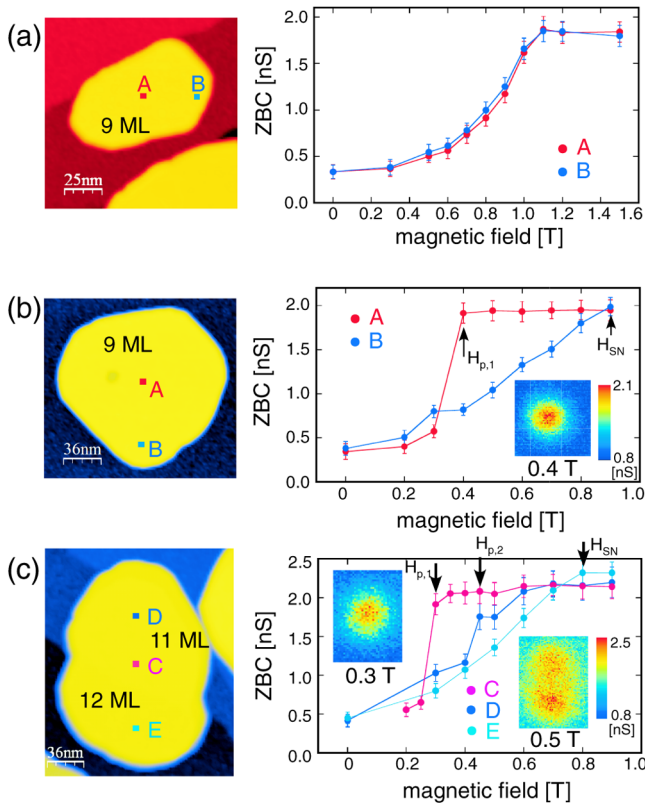 (a)
A
B
9 ML
25nm
ZBC [nS]
2.0
1.5
1.0
0.5
0.0
A
B
0
0.2
0.4
0.6
0.8
1.0
1.2
1.4
1.6
magnetic field [T]
(b)
9 ML
A
B
36nm
ZBC [nS]
2.0
1.5
1.0
0.5
0.0
A
B
H_p,1
H_SN
2.1
0.8
[nS]
0.4 T
0
0.2
0.4
0.6
0.8
1.0
magnetic field [T]
(c)
D
11 ML
C
12 ML
E
36nm
ZBC [nS]
2.5
2.0
1.5
1.0
0.5
0.0
H_p,1
H_p,2
H_SN
0.3 T
C
D
E
2.5
0.8
[nS]
0.5 T
0
0.2
0.4
0.6
0.8
1.0
magnetic field [T]